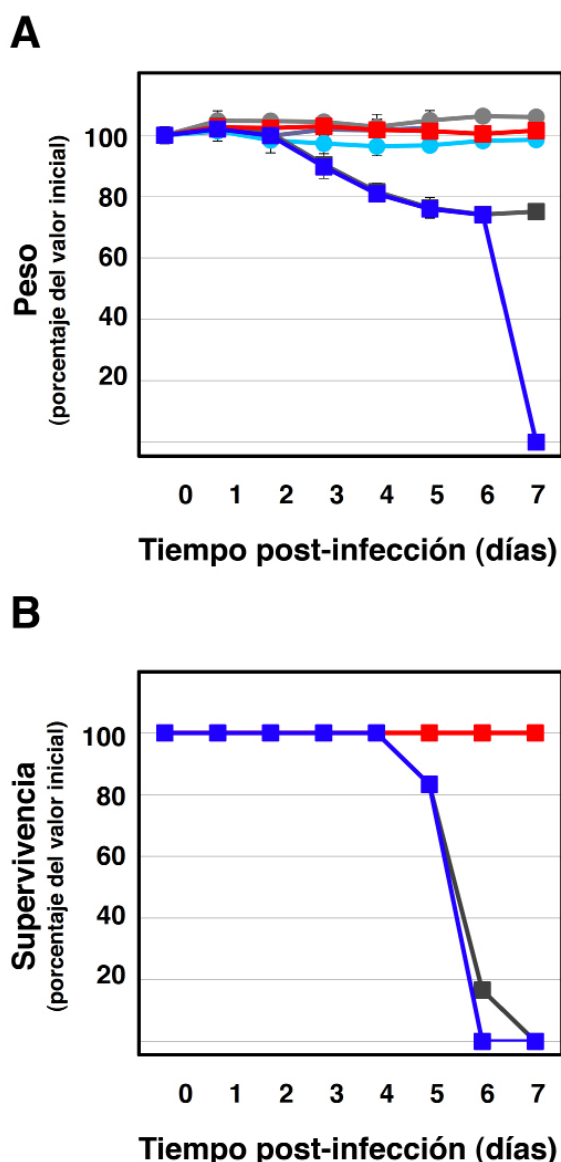 A
100
80
60
40
20
Peso
(porcentaje del valor inicial)
0 1 2 3 4 5 6 7
Tiempo post-infección (días)
B
100
80
60
40
20
Supervivencia
(porcentaje del valor inicial)
0 1 2 3 4 5 6 7
Tiempo post-infección (días)